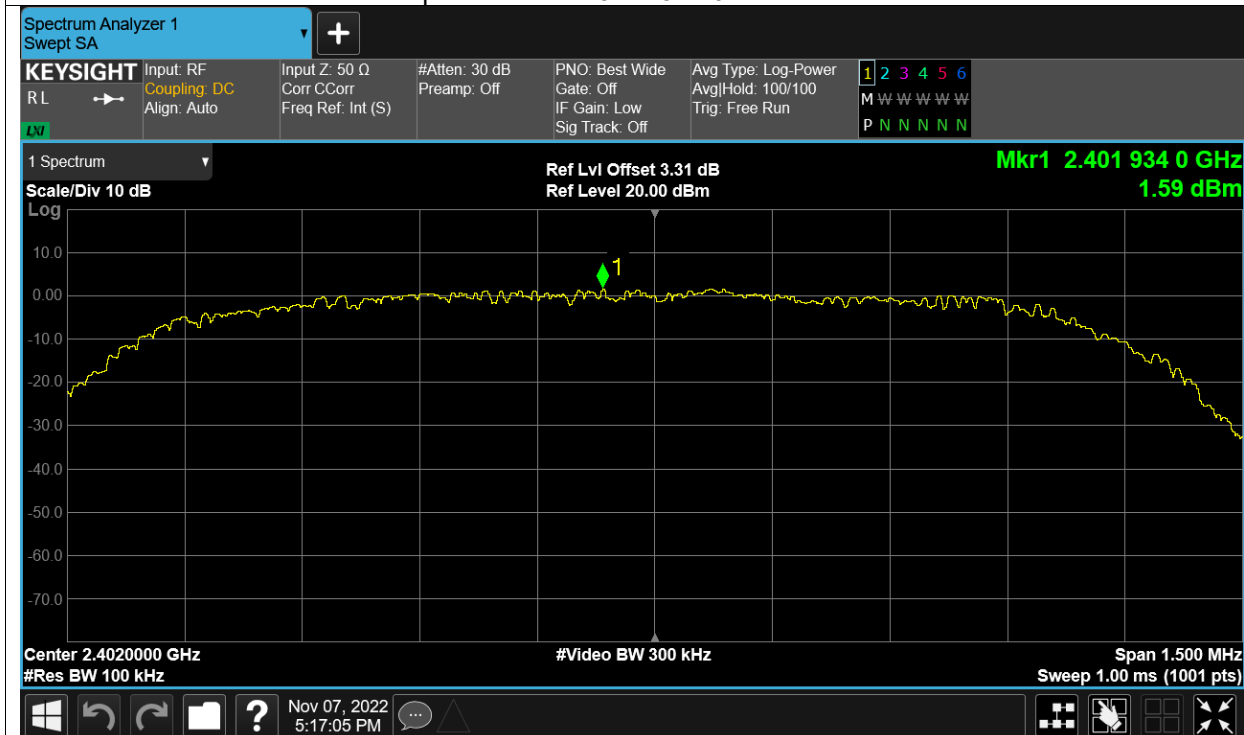 Spectrum Analyzer 1
Swept SA
+
KEYSIGHT
RL
LXI
Input: RF
Coupling: DC
Align: Auto
Input Z: 50 Ω
Corr CCorr
Freq Ref: Int (S)
#Atten: 30 dB
Preamp: Off
PNO: Best Wide
Gate: Off
IF Gain: Low
Sig Track: Off
Avg Type: Log-Power
Avg|Hold: 100/100
Trig: Free Run
1 2 3 4 5 6
M W W W W W
P N N N N N
1 Spectrum
Scale/Div 10 dB
Log
Ref Lvl Offset 3.31 dB
Ref Level 20.00 dBm
Mkr1 2.401 934 0 GHz
1.59 dBm
10.0
0.00
-10.0
-20.0
-30.0
-40.0
-50.0
-60.0
-70.0
1
Center 2.4020000 GHz
#Res BW 100 kHz
#Video BW 300 kHz
Span 1.500 MHz
Sweep 1.00 ms (1001 pts)
?
Nov 07, 2022
5:17:05 PM